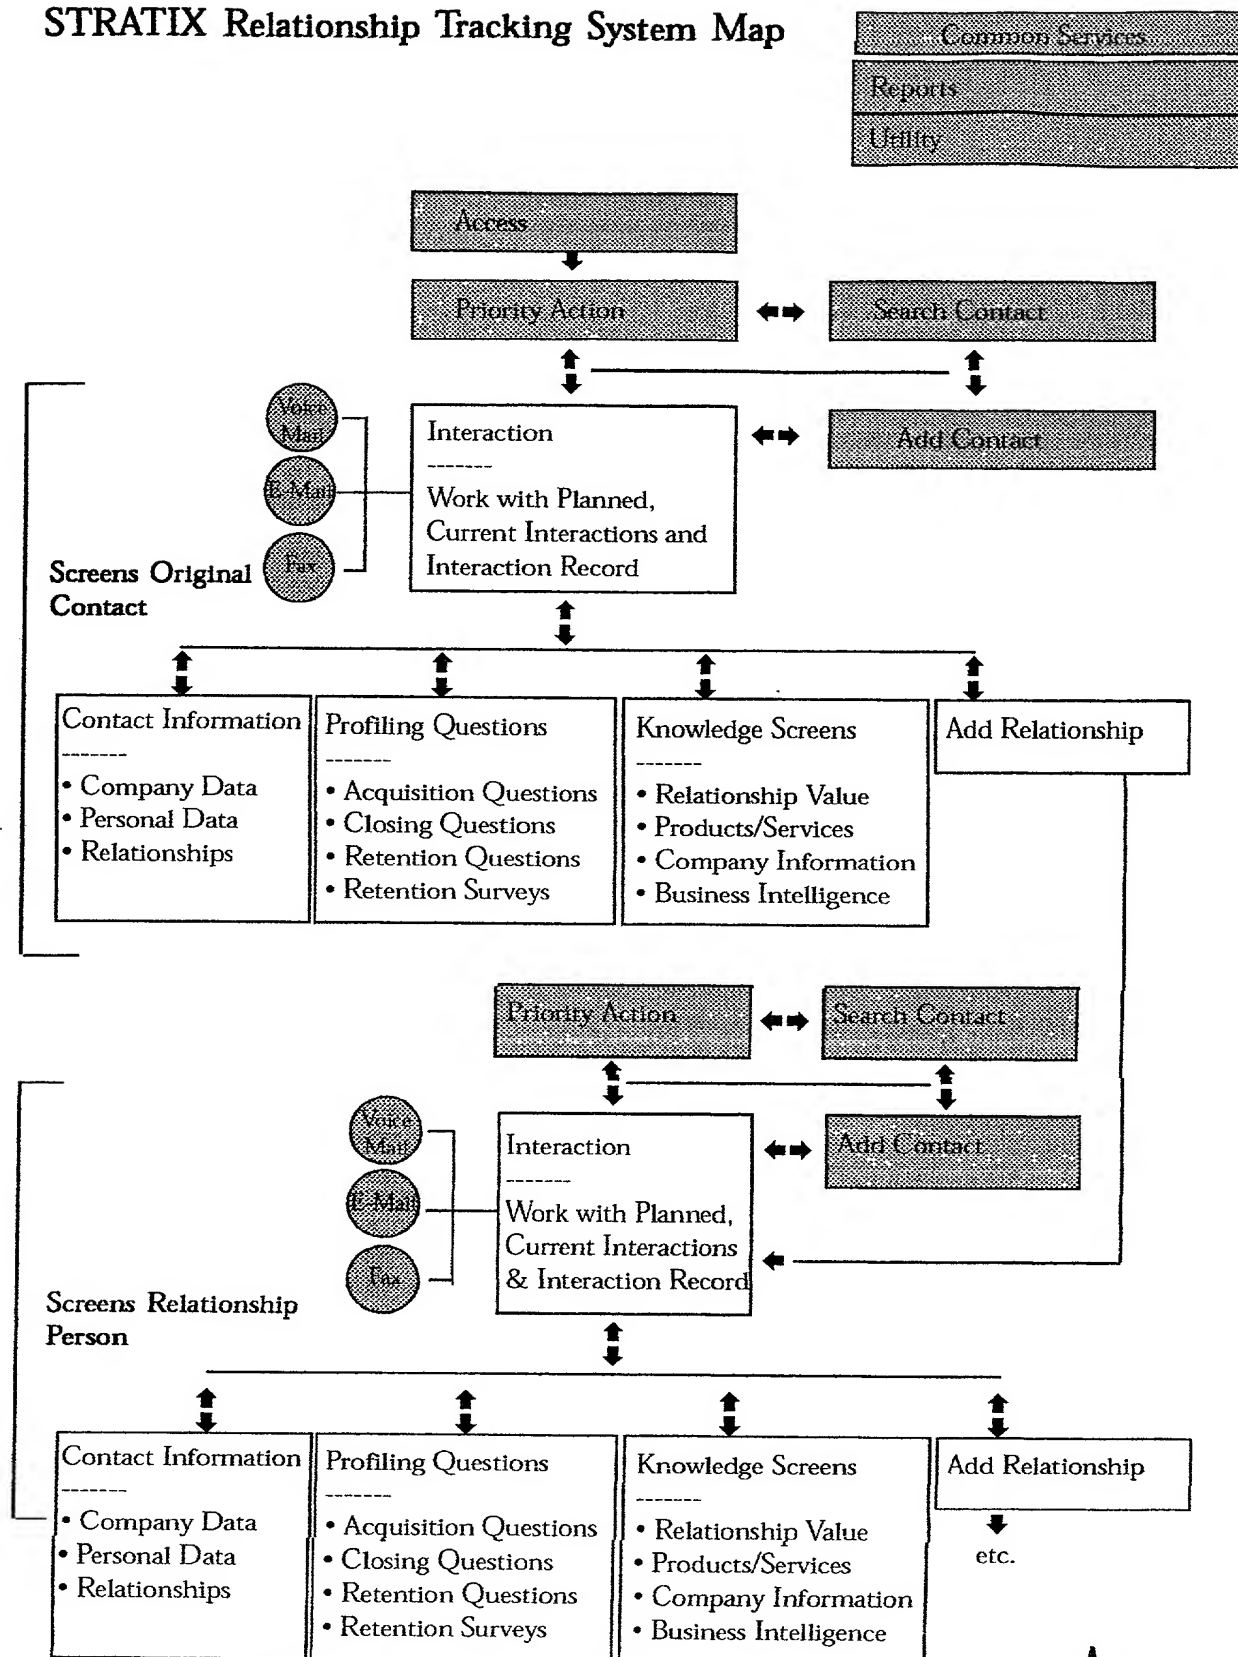 STRATIX Relationship Tracking System Map
Common Services
Reports
Utility
Access
Priority Action
Search Contact
Voice
Mail
E-Mail
Fax
Interaction
-------
Work with Planned,
Current Interactions and
Interaction Record
Add Contact
Screens Original
Contact
Contact Information
-------
• Company Data
• Personal Data
• Relationships
Profiling Questions
-------
• Acquisition Questions
• Closing Questions
• Retention Questions
• Retention Surveys
Knowledge Screens
-------
• Relationship Value
• Products/Services
• Company Information
• Business Intelligence
Add Relationship
Priority Action
Search Contact
Voice
Mail
E-Mail
Fax
Interaction
-------
Work with Planned,
Current Interactions
& Interaction Record
Add Contact
Screens Relationship
Person
Contact Information
-------
• Company Data
• Personal Data
• Relationships
Profiling Questions
-------
• Acquisition Questions
• Closing Questions
• Retention Questions
• Retention Surveys
Knowledge Screens
-------
• Relationship Value
• Products/Services
• Company Information
• Business Intelligence
Add Relationship
etc.